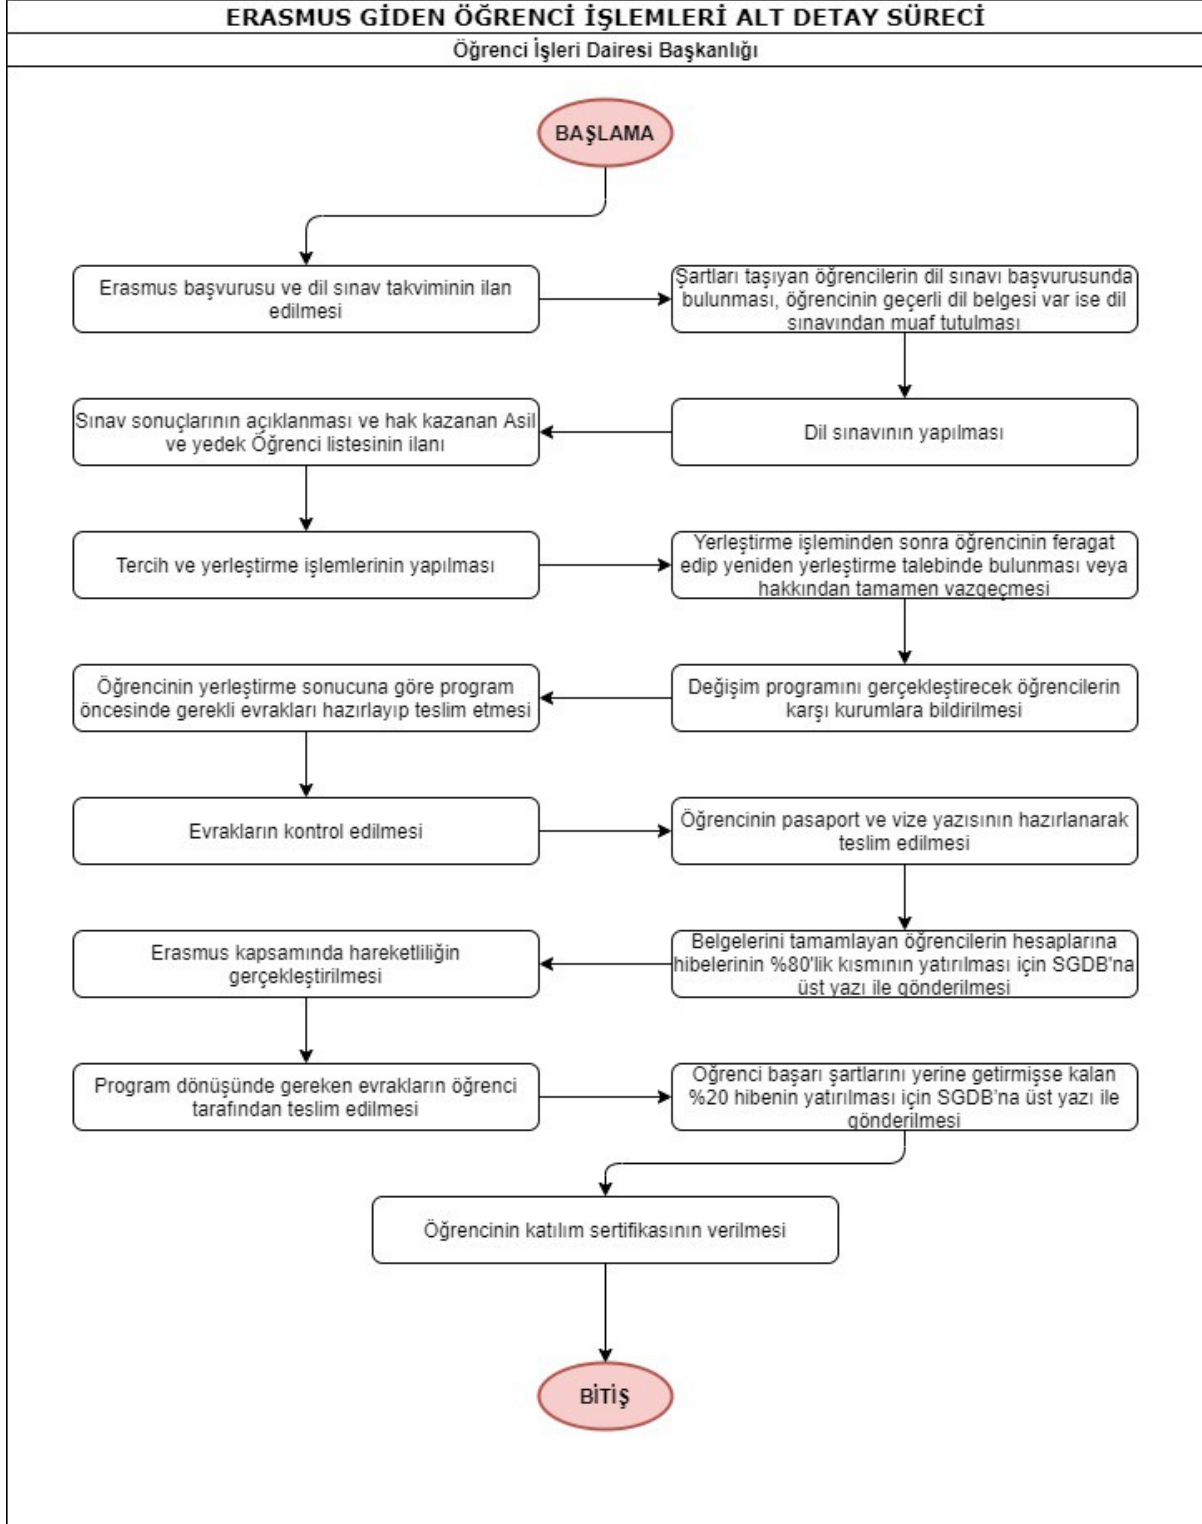 ERASMUS GİDEN ÖĞRENCİ İŞLEMLERİ ALT DETAY SÜRECİ
Öğrenci İşleri Dairesi Başkanlığı
BAŞLAMA
Erasmus başvurusu ve dil sınav takviminin ilan
edilmesi
Şartları taşıyan öğrencilerin dil sınavı başvurusunda
bulunması, öğrencinin geçerli dil belgesi var ise dil
sınavından muaf tutulması
Dil sınavının yapılması
Sınav sonuçlarının açıklanması ve hak kazanan Asil
ve yedek Öğrenci listesinin ilanı
Tercih ve yerleştirme işlemlerinin yapılması
Yerleştirme işleminden sonra öğrencinin feragat
edip yeniden yerleştirme talebinde bulunması veya
hakkından tamamen vazgeçmesi
Değişim programını gerçekleştirecek öğrencilerin
karşı kurumlara bildirilmesi
Öğrencinin yerleştirme sonucuna göre program
öncesinde gerekli evrakları hazırlayıp teslim etmesi
Evrakların kontrol edilmesi
Öğrencinin pasaport ve vize yazısının hazırlanarak
teslim edilmesi
Belgelerini tamamlayan öğrencilerin hesaplarına
hibelerinin %80'lik kısmının yatırılması için SGDB'na
üst yazı ile gönderilmesi
Erasmus kapsamında hareketliliğin
gerçekleştirilmesi
Program dönüşünde gereken evrakların öğrenci
tarafından teslim edilmesi
Öğrenci başarı şartlarını yerine getirmişse kalan
%20 hibenin yatırılması için SGDB'na üst yazı ile
gönderilmesi
Öğrencinin katılım sertifikasının verilmesi
BİTİŞ